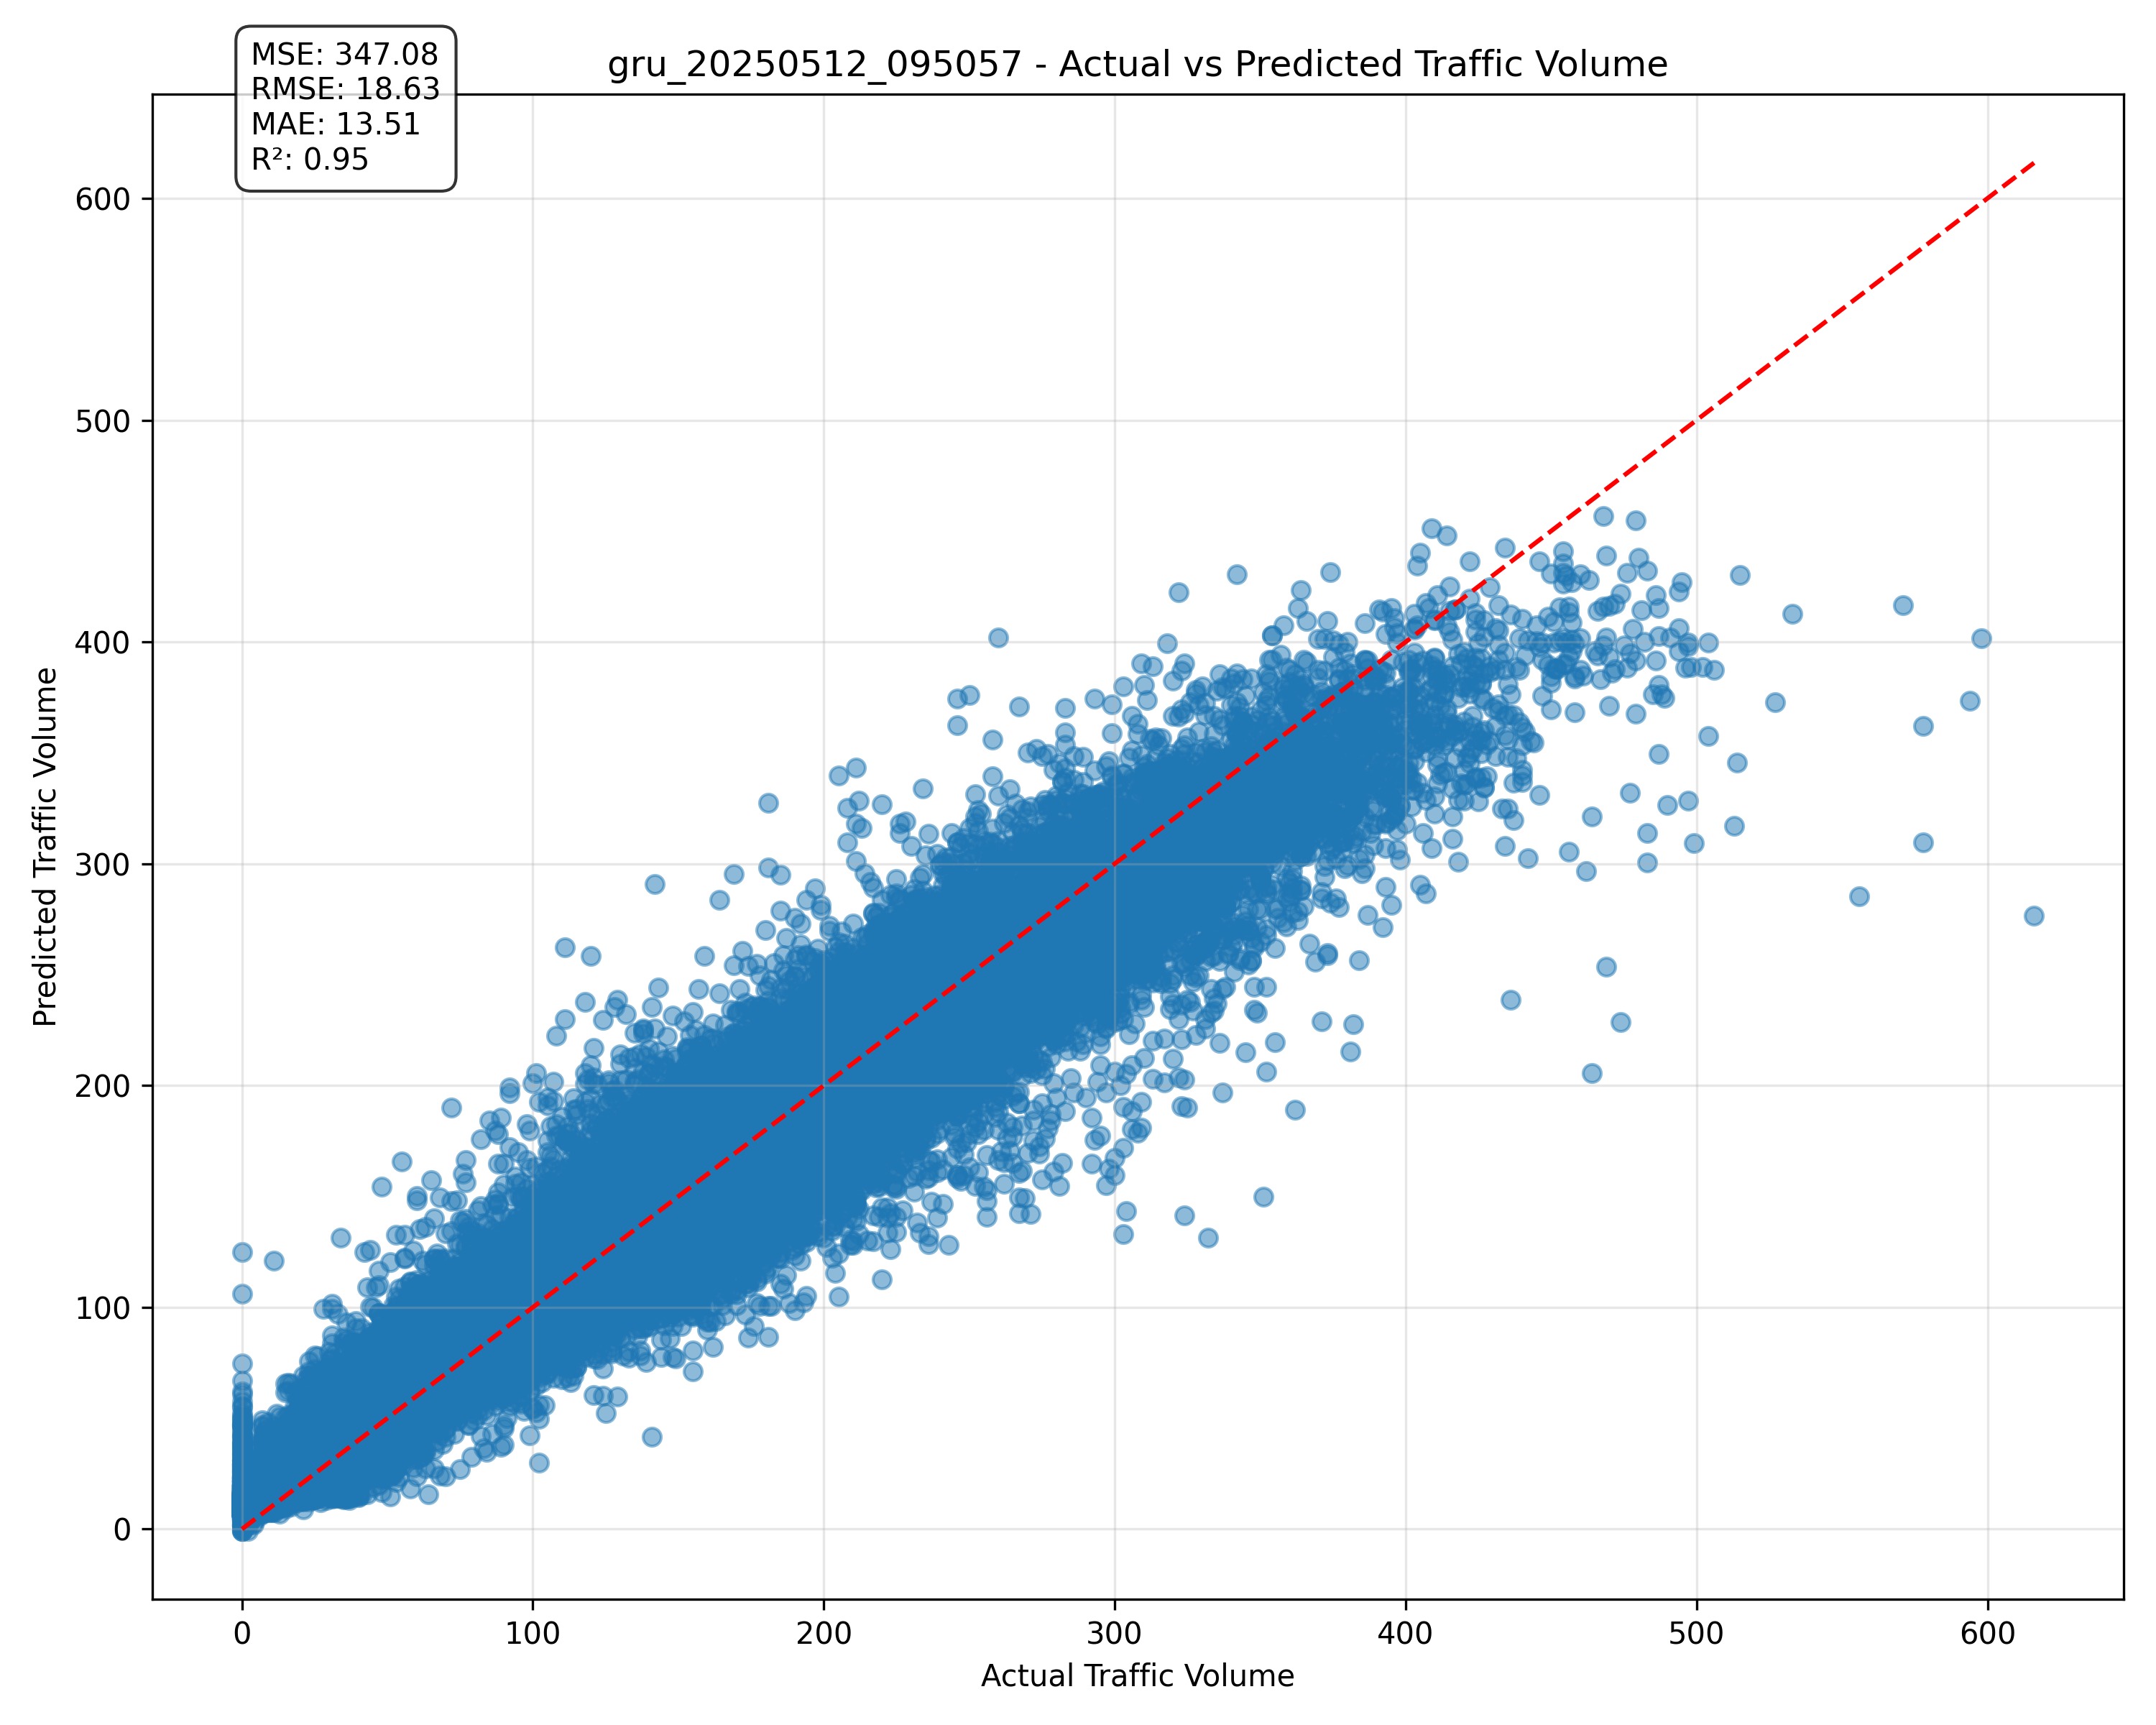 MSE: 347.08
RMSE: 18.63
MAE: 13.51
R²: 0.95
gru_20250512_095057 - Actual vs Predicted Traffic Volume
Predicted Traffic Volume
600
500
400
300
200
100
0
0 100 200 300 400 500 600
Actual Traffic Volume